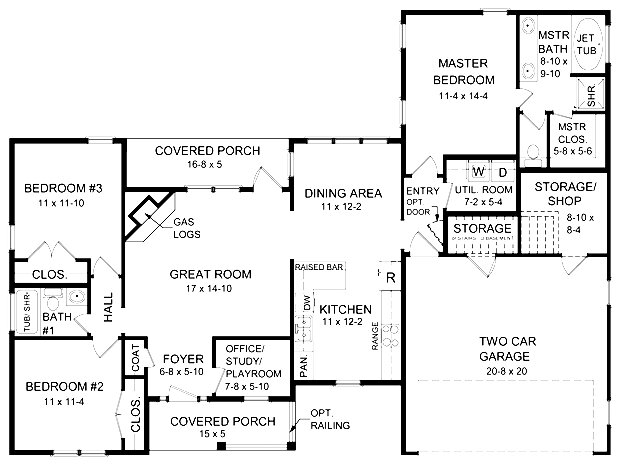 MASTER
BEDROOM
11-4 x 14-4
MSTR
BATH
8-10 x
9-10
JET
TUB
SHR
MSTR
CLOS.
5-8 x 5-6
COVERED PORCH
16-8 x 5
BEDROOM #3
11 x 11-10
DINING AREA
11 x 12-2
ENTRY
OPT.
DOOR
W D
UTIL. ROOM
7-2 x 5-4
STORAGE/
SHOP
8-10 x
8-4
GAS
LOGS
STORAGE
CLOS.
GREAT ROOM
17 x 14-10
RAISED BAR
R
HALL
TUB/SHR
BATH
#1
DW
KITCHEN
11 x 12-2
RANGE
PAN.
TWO CAR
GARAGE
20-8 x 20
COAT
FOYER
6-8 x 5-10
OFFICE/
STUDY/
PLAYROOM
7-8 x 5-10
BEDROOM #2
11 x 11-4
CLOS.
COVERED PORCH
15 x 5
OPT.
RAILING